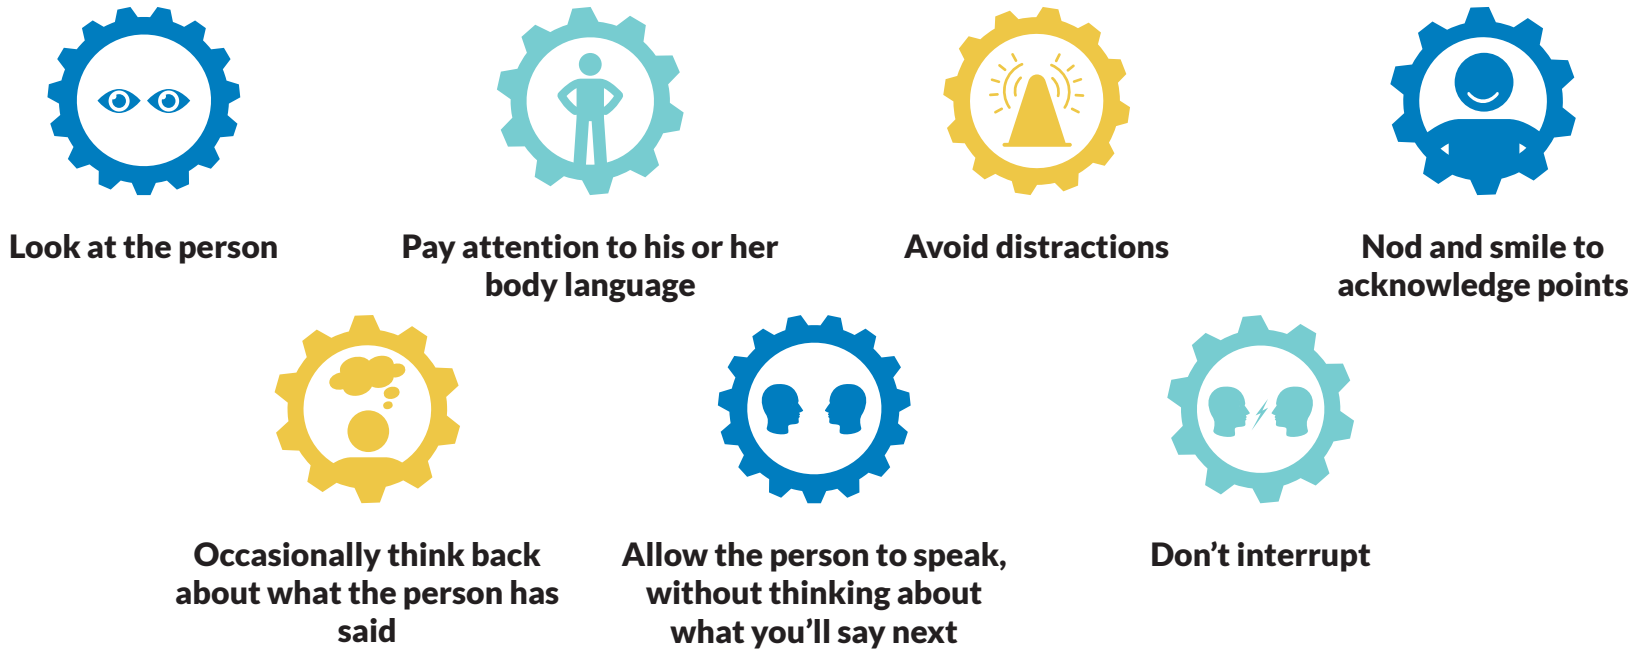 Look at the person
Pay attention to his or her
body language
Avoid distractions
Nod and smile to
acknowledge points
Occasionally think back
about what the person has
said
Allow the person to speak,
without thinking about
what you’ll say next
Don’t interrupt